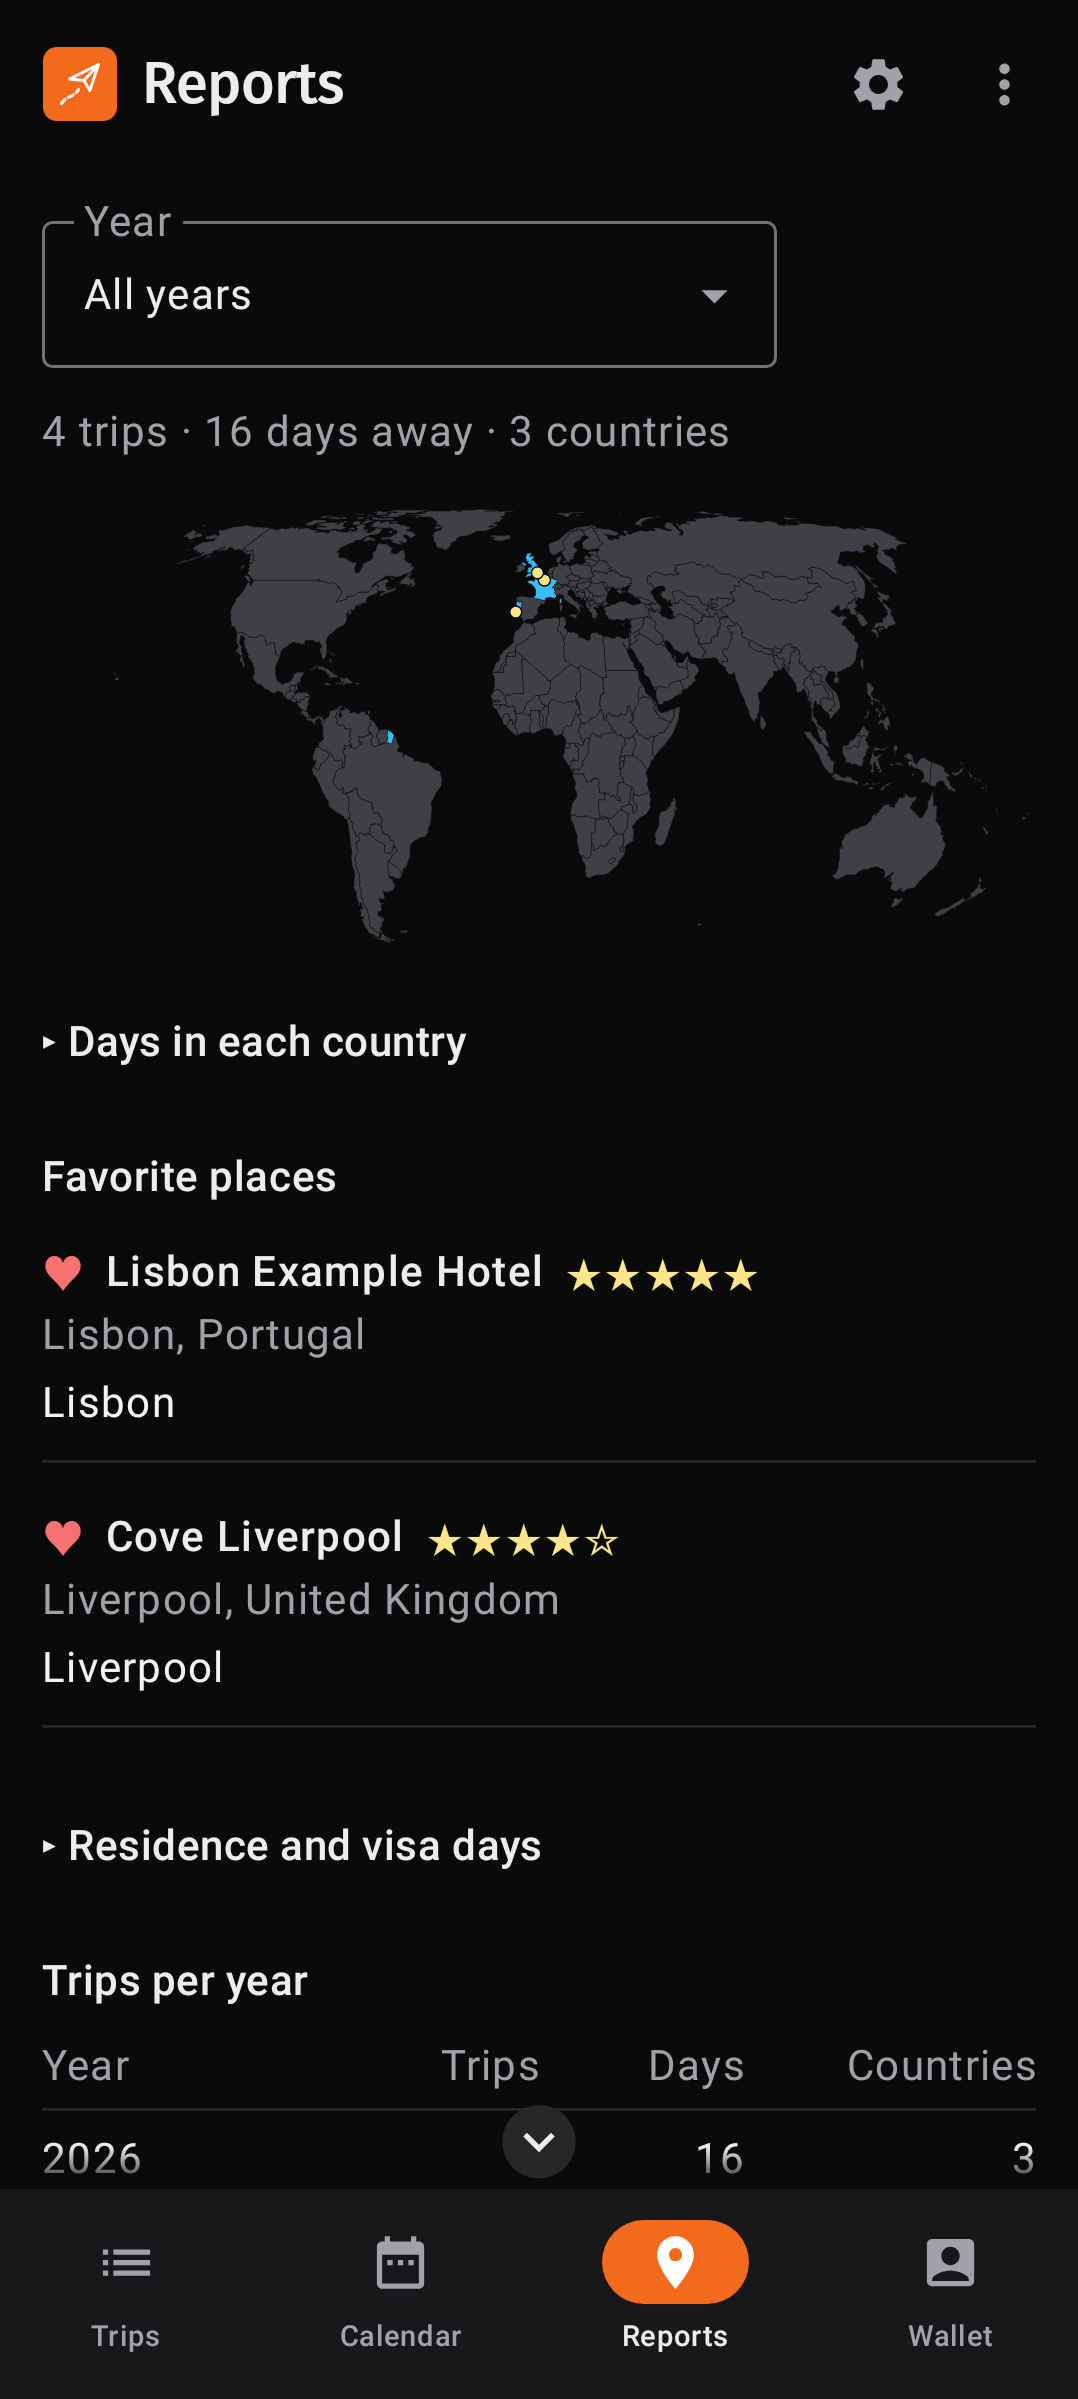 Reports
Year
All years
4 trips · 16 days away · 3 countries
▸ Days in each country
Favorite places
♥ Lisbon Example Hotel ★★★★★
Lisbon, Portugal
Lisbon
♥ Cove Liverpool ★★★★☆
Liverpool, United Kingdom
Liverpool
▸ Residence and visa days
Trips per year
Year Trips Days Countries
2026 16 3
Trips Calendar Reports Wallet